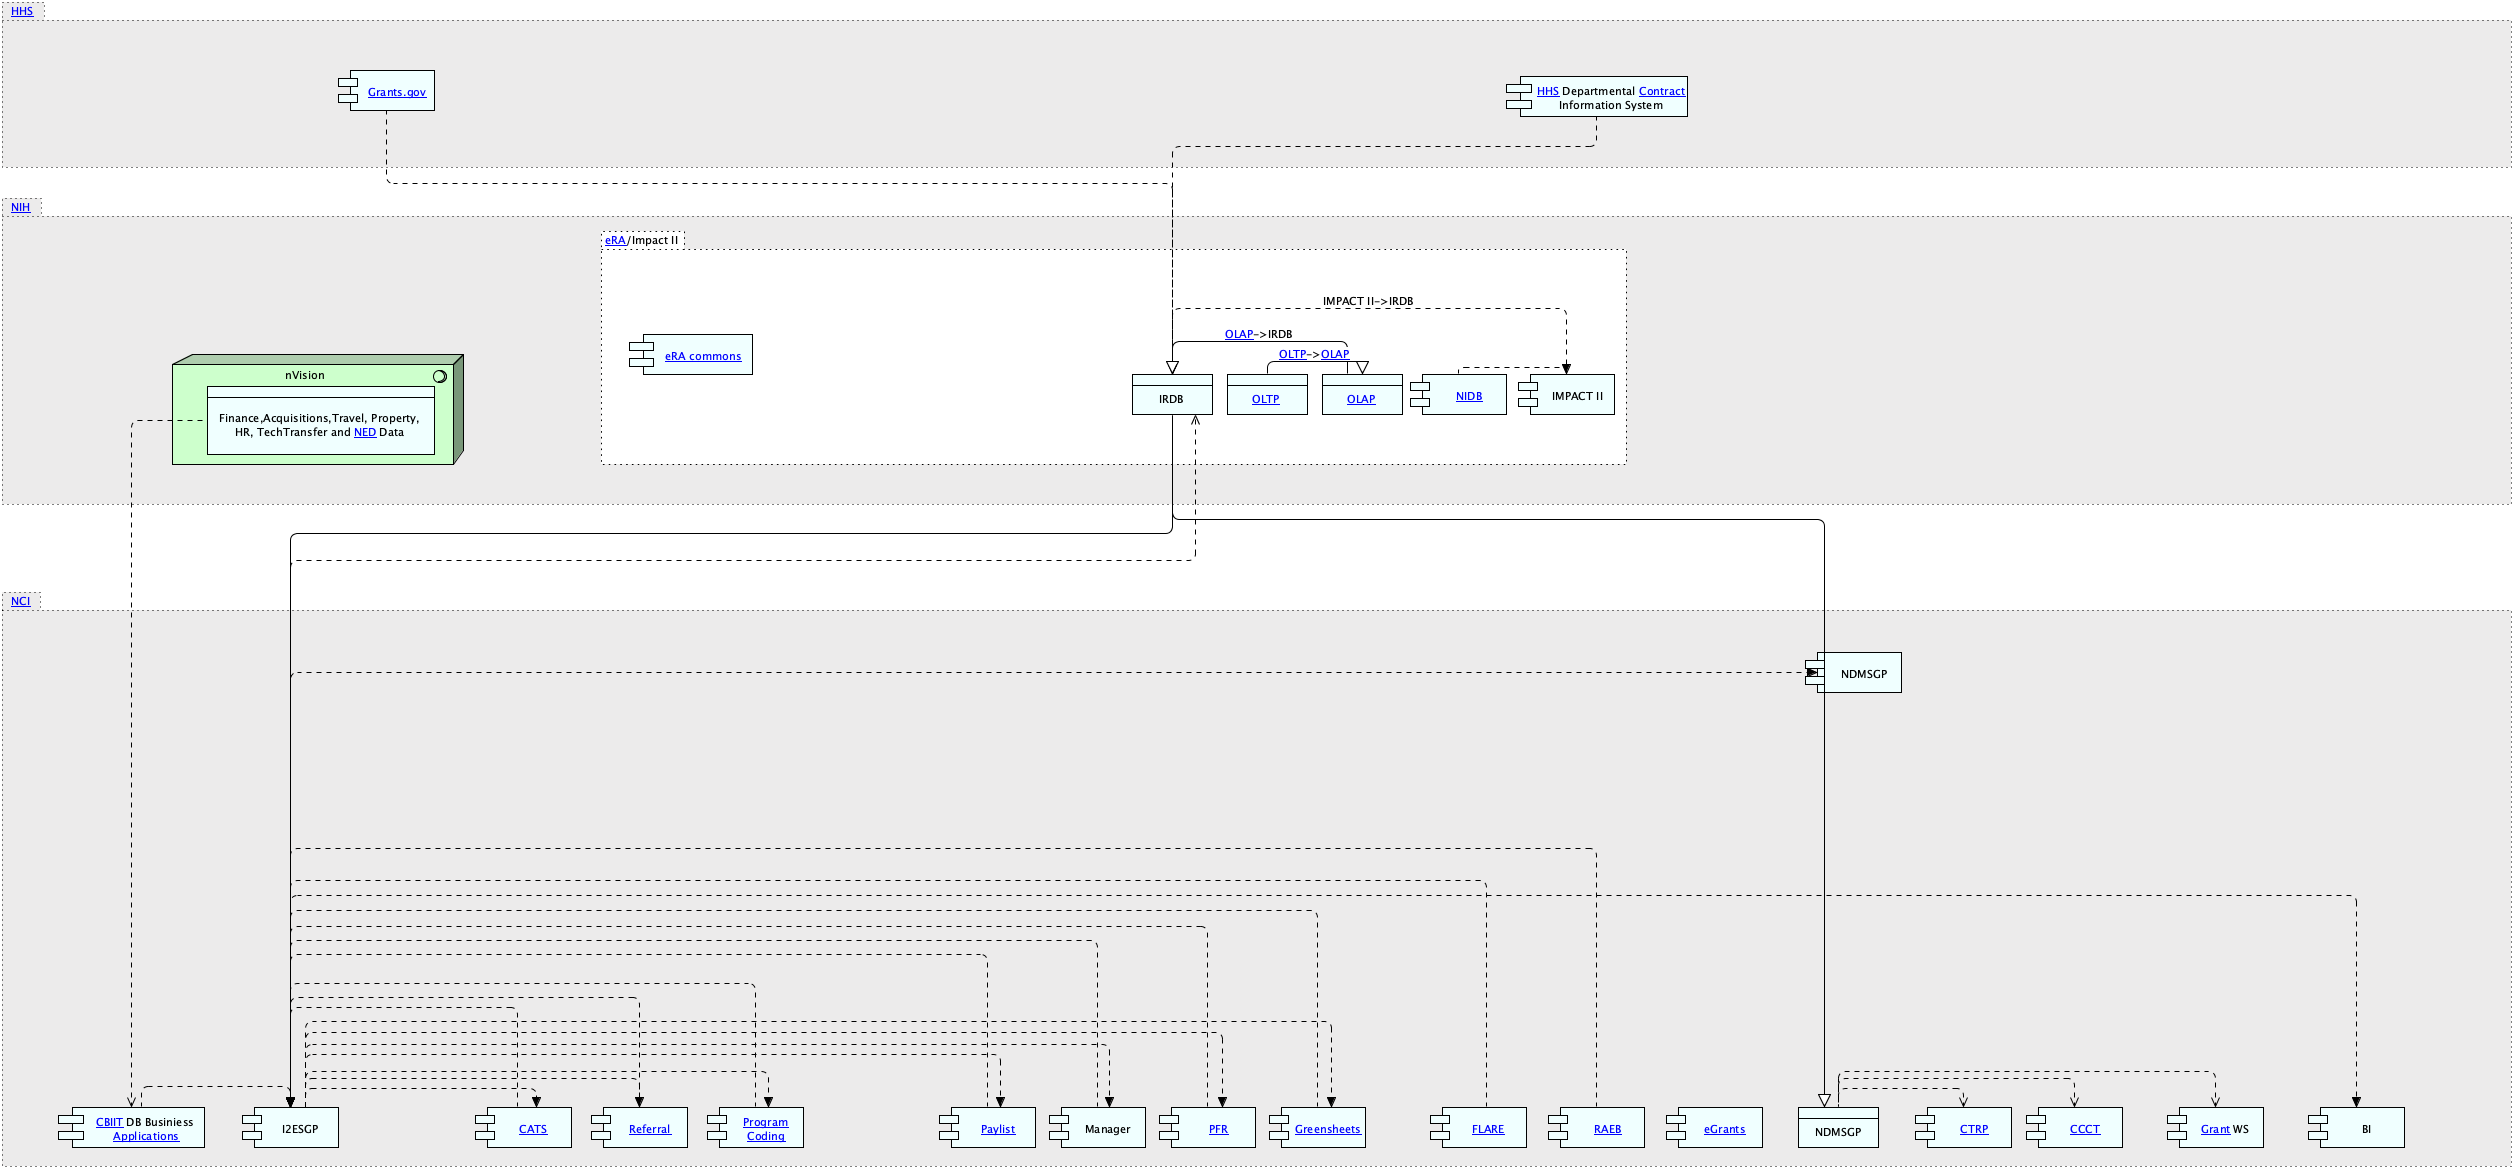 HHS
Grants.gov
HHS Departmental Contract
Information System
NIH
eRA/Impact II
IMPACT II->IRDB
OLAP->IRDB
OLTP->OLAP
eRA commons
nVision
Finance,Acquisitions,Travel, Property,
HR, TechTransfer and NED Data
IRDB
OLTP
OLAP
NIDB
IMPACT II
NCI
NDMSGP
CBIIT DB Businiess
Applications
I2ESGP
CATS
Referral
Program
Coding
Paylist
Manager
PFR
Greensheets
FLARE
RAEB
eGrants
NDMSGP
CTRP
CCCT
Grant WS
BI